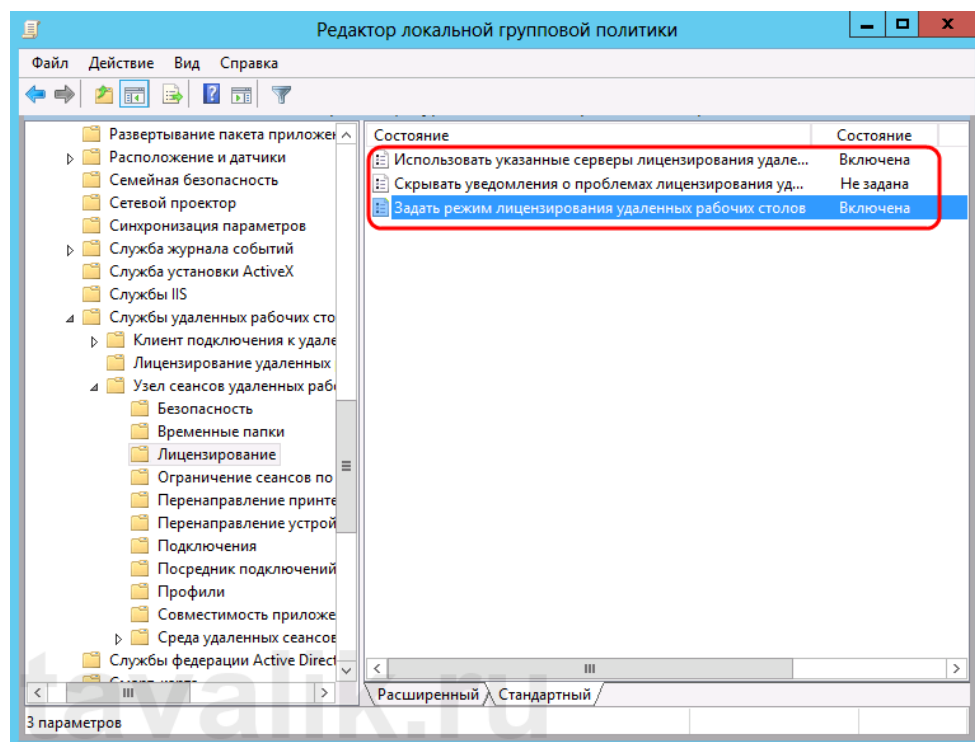 Редактор локальной групповой политики
Файл Действие Вид Справка
Развертывание пакета приложен
Расположение и датчики
Семейная безопасность
Сетевой проектор
Синхронизация параметров
Служба журнала событий
Служба установки ActiveX
Службы IIS
Службы удаленных рабочих сто
Клиент подключения к удале
Лицензирование удаленных
Узел сеансов удаленных рабо
Безопасность
Временные папки
Лицензирование
Ограничение сеансов по
Перенаправление принте
Перенаправление устрой
Подключения
Посредник подключений
Профили
Совместимость приложе
Среда удаленных сеансов
Службы федерации Active Direct
Состояние Состояние
Использовать указанные серверы лицензирования удале... Включена
Скрывать уведомления о проблемах лицензирования уд... Не задана
Задать режим лицензирования удаленных рабочих столов Включена
Расширенный Стандартный
3 параметров
tavalik.ru